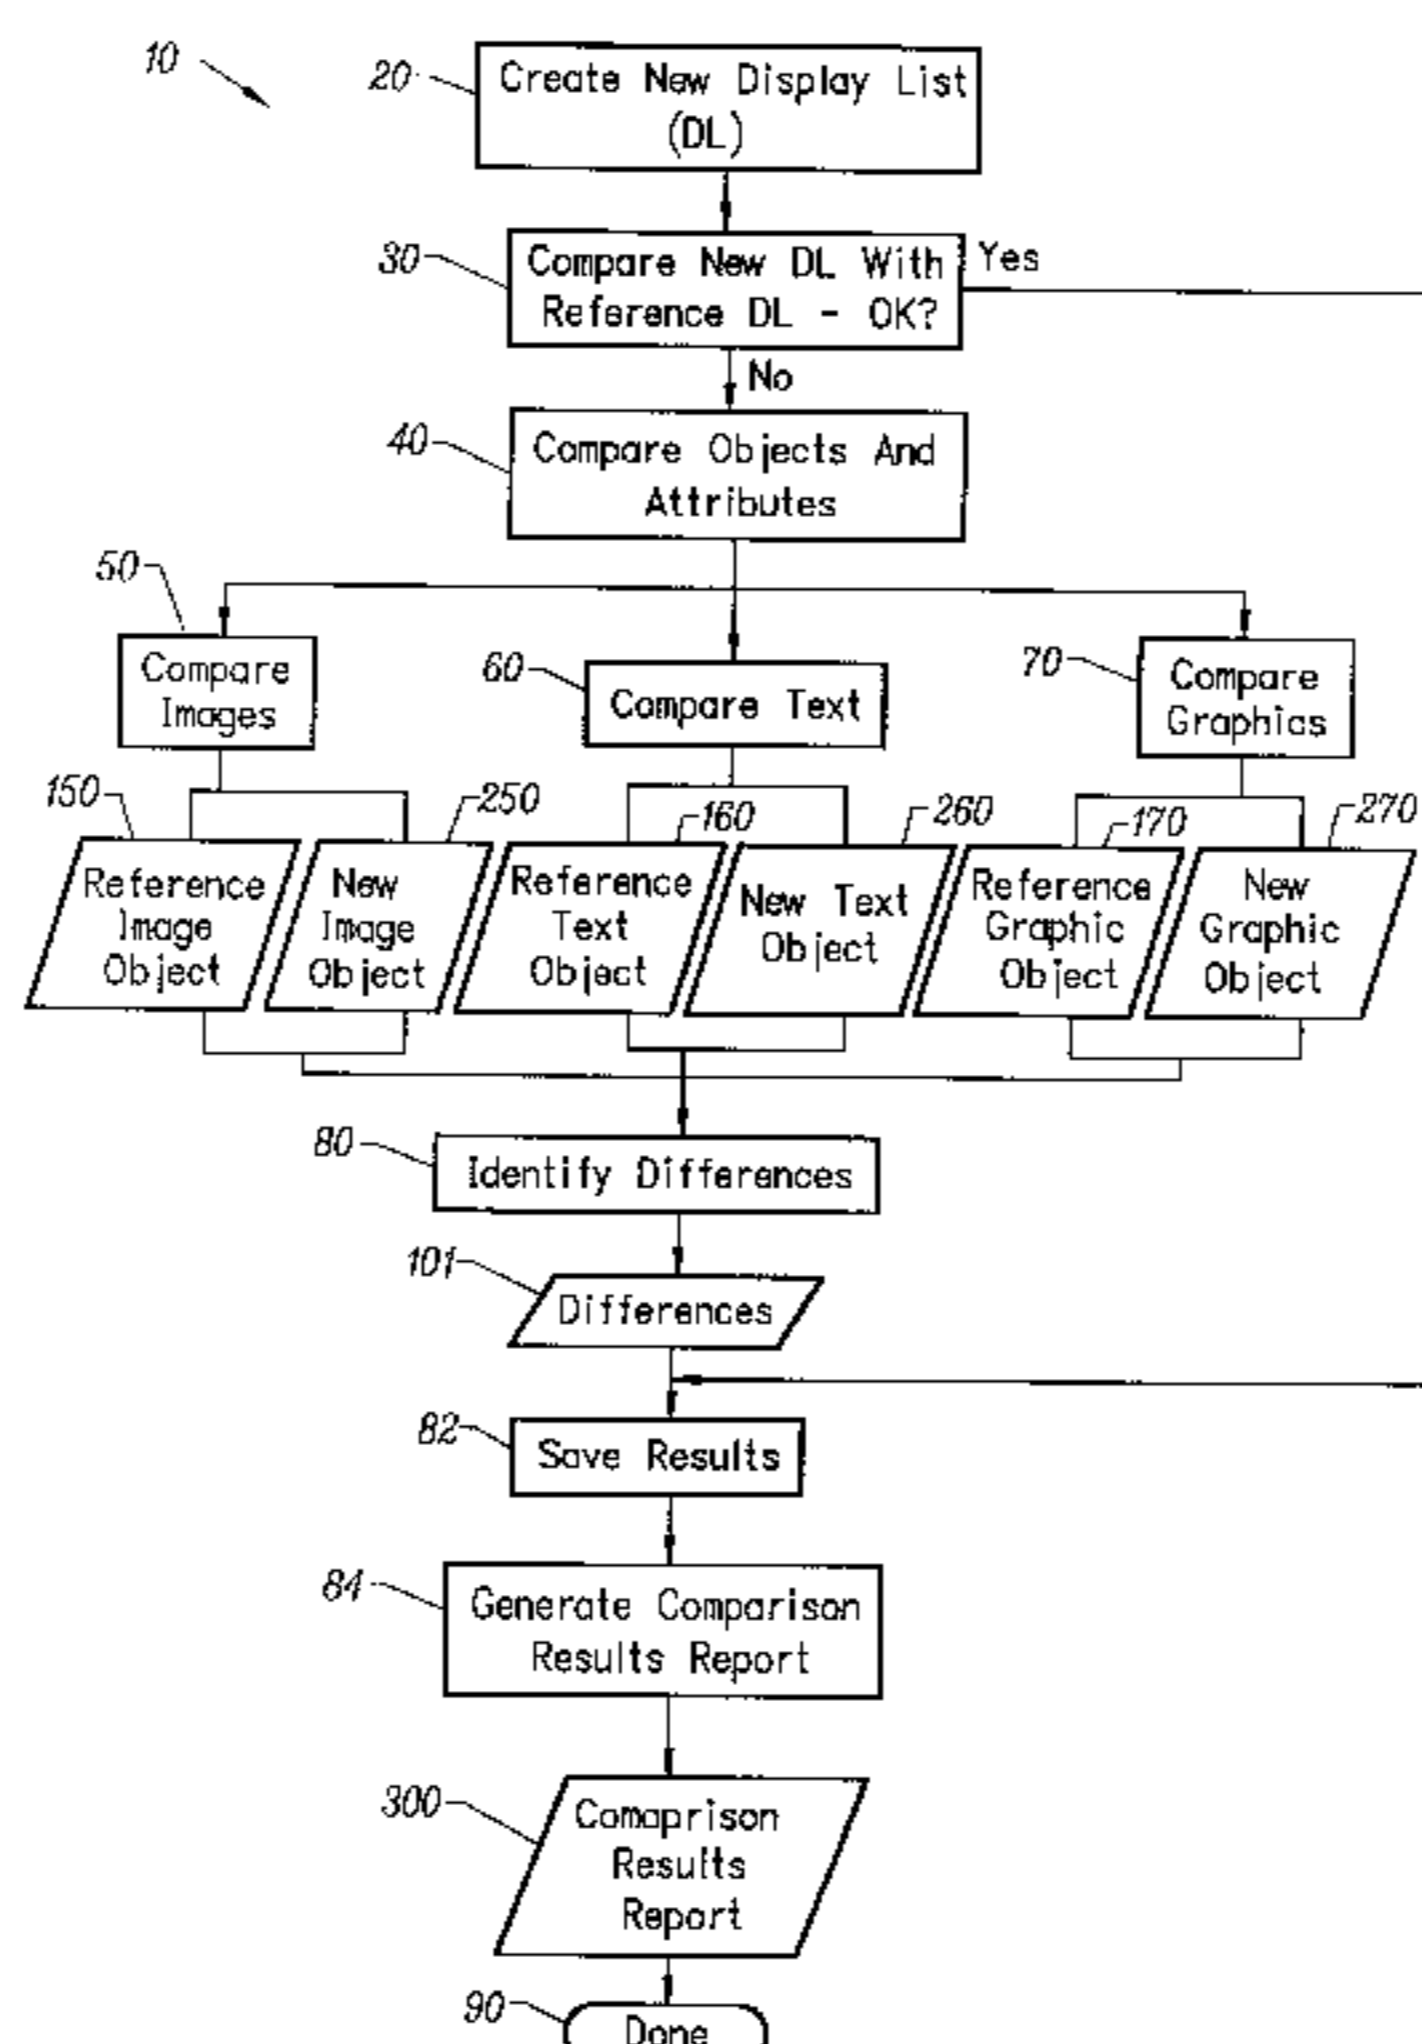 10
20
Create New Display List
(DL)
30
Compare New DL With
Reference DL - OK?
Yes
No
40
Compare Objects And
Attributes
50
Compare
Images
60
Compare Text
70
Compare
Graphics
150
Reference
Image
Object
250
New
Image
Object
160
Reference
Text
Object
260
New Text
Object
170
Reference
Graphic
Object
270
New
Graphic
Object
80
Identify Differences
101
Differences
82
Save Results
84
Generate Comparison
Results Report
300
Comaprison
Results
Report
90
Done